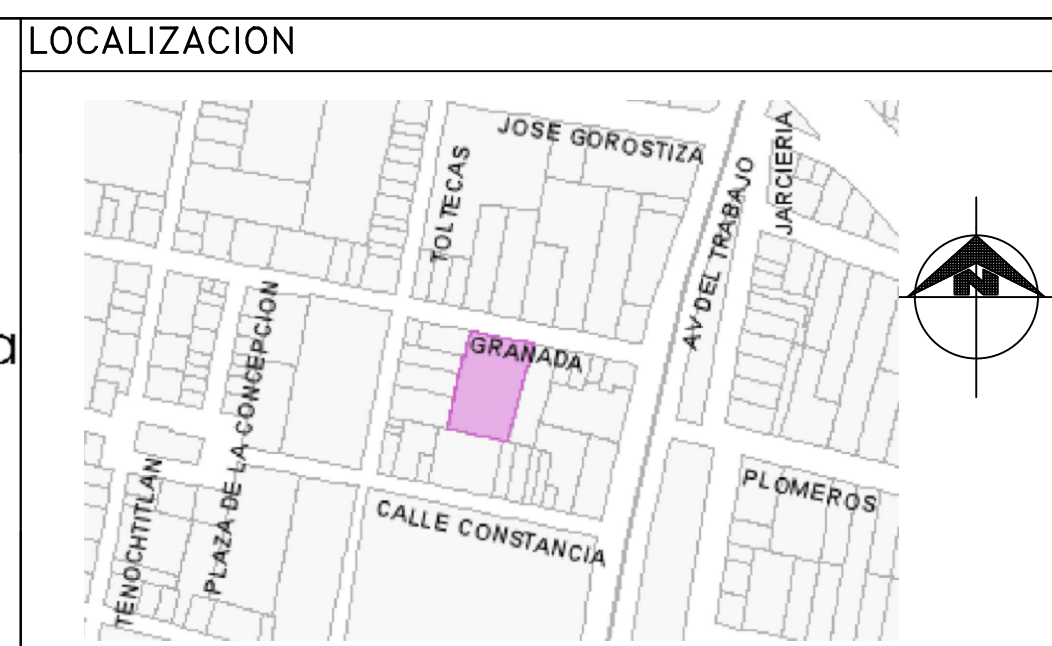 LOCALIZACION
JOSE GOROSTIZA
TOLTECAS
AV DEL TRABAJO
JARCIERIA
N
GRANADA
PLAZA DE LA CONCEPCION
a
TENOCHTITLAN
CALLE CONSTANCIA
PLOMEROS